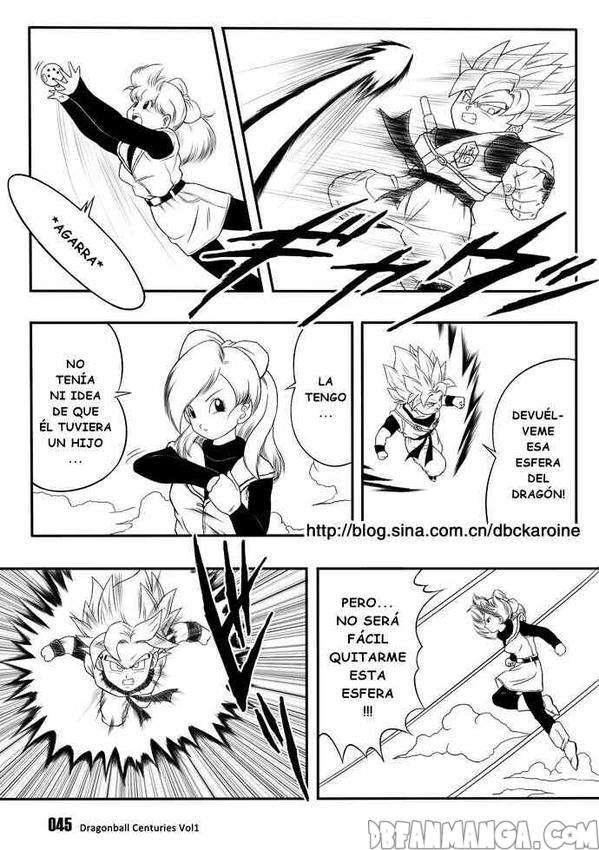 *AGARRA*
NO
TENÍA
NI IDEA
DE QUE
ÉL TUVIERA
UN HIJO
...
LA
TENGO
...
DEVUÉL-
VEME
ESA
ESFERA
DEL
DRAGÓN!
http://blog.sina.com.cn/dbckaroine
PERO...
NO SERÁ
FÁCIL
QUITARME
ESTA
ESFERA
!!!
045 Dragonball Centuries Vol1
DBFANMANGA.COM